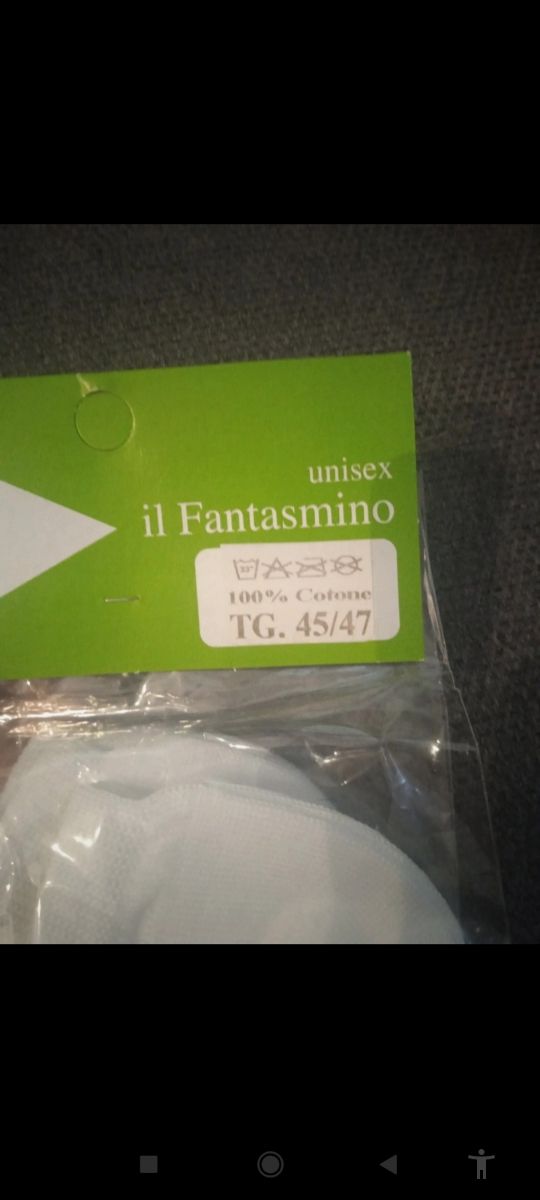 unisex
il Fantasmino
100% Cotone
TG. 45/47